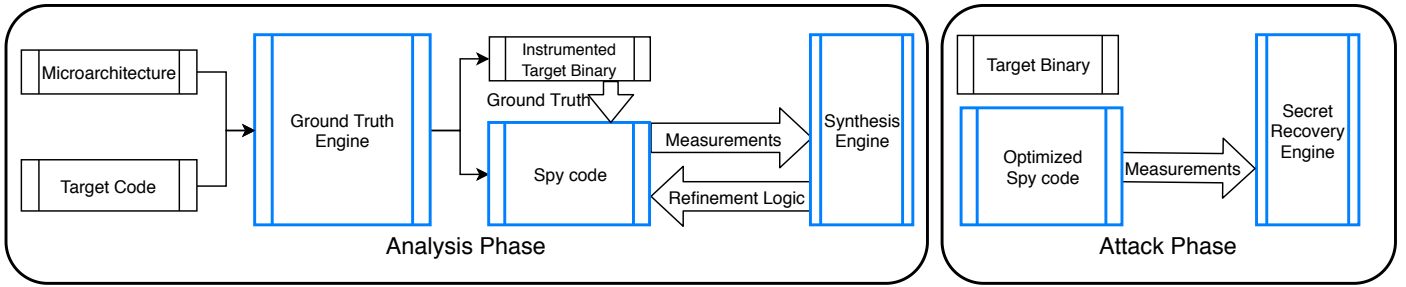 Microarchitecture
Target Code
Ground Truth
Engine
Instrumented
Target Binary
Ground Truth
Spy code
Measurements
Refinement Logic
Synthesis
Engine
Analysis Phase
Target Binary
Optimized
Spy code
Measurements
Secret
Recovery
Engine
Attack Phase